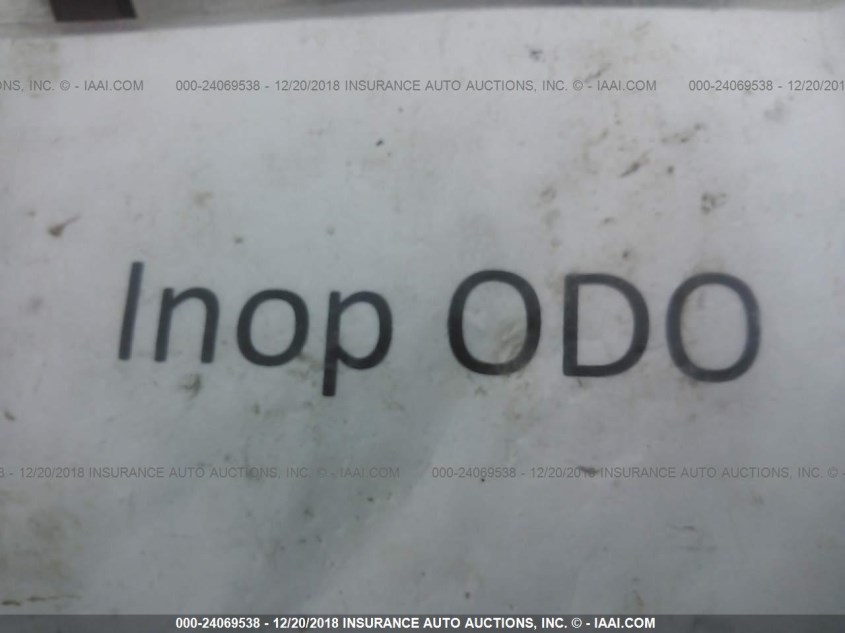 NS, INC. © - IAAI.COM 000-24069538 - 12/20/2018 INSURANCE AUTO AUCTIONS, INC. © - IAAI.COM 000-24069538 - 12/20/201
Inop ODO
8 - 12/20/2018 INSURANCE AUTO AUCTIONS, INC. © - IAAI.COM 000-24069538 - 12/20/2018 INSURANCE AUTO AUCTIONS, INC. ©
000-24069538 - 12/20/2018 INSURANCE AUTO AUCTIONS, INC. © - IAAI.COM